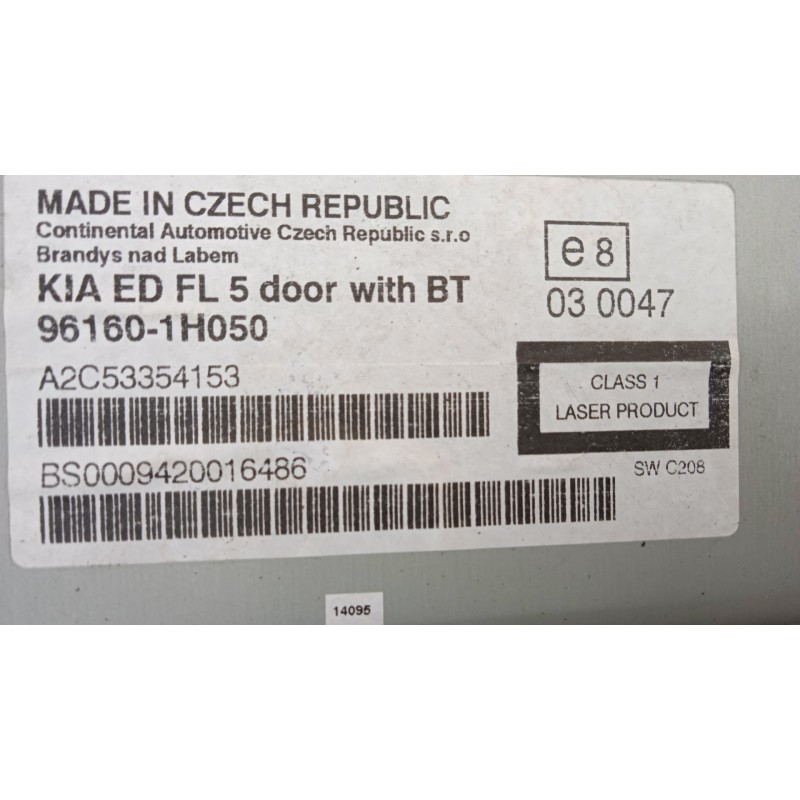 MADE IN CZECH REPUBLIC
Continental Automotive Czech Republic s.r.o
Brandys nad Labem
KIA ED FL 5 door with BT
96160-1H050
A2C53354153
BS0009420016486
e8
03 0047
CLASS 1
LASER PRODUCT
SW C208
14095